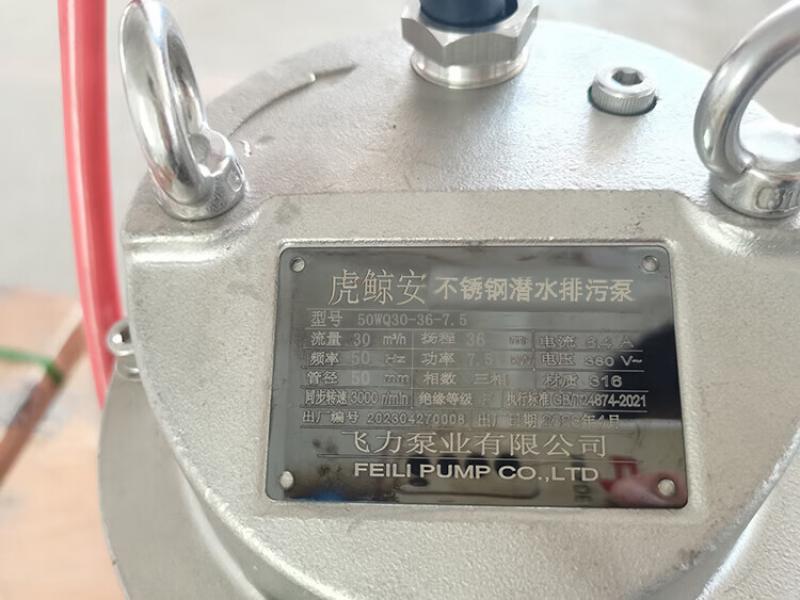 虎鲸安 不锈钢潜水排污泵
型号 50WQ30-36-7.5
流量 30 m³/h 扬程 36 电流 A
频率 50 Hz 功率 7.5 电压 380 V~
管径 50 mm 相数 三相 材质 316
同步转速 3000 r/min 绝缘等级 执行标准 GB/T24874-2021
出厂编号 202304270008 出厂日期 年4月
飞力泵业有限公司
FEILI PUMP CO.,LTD